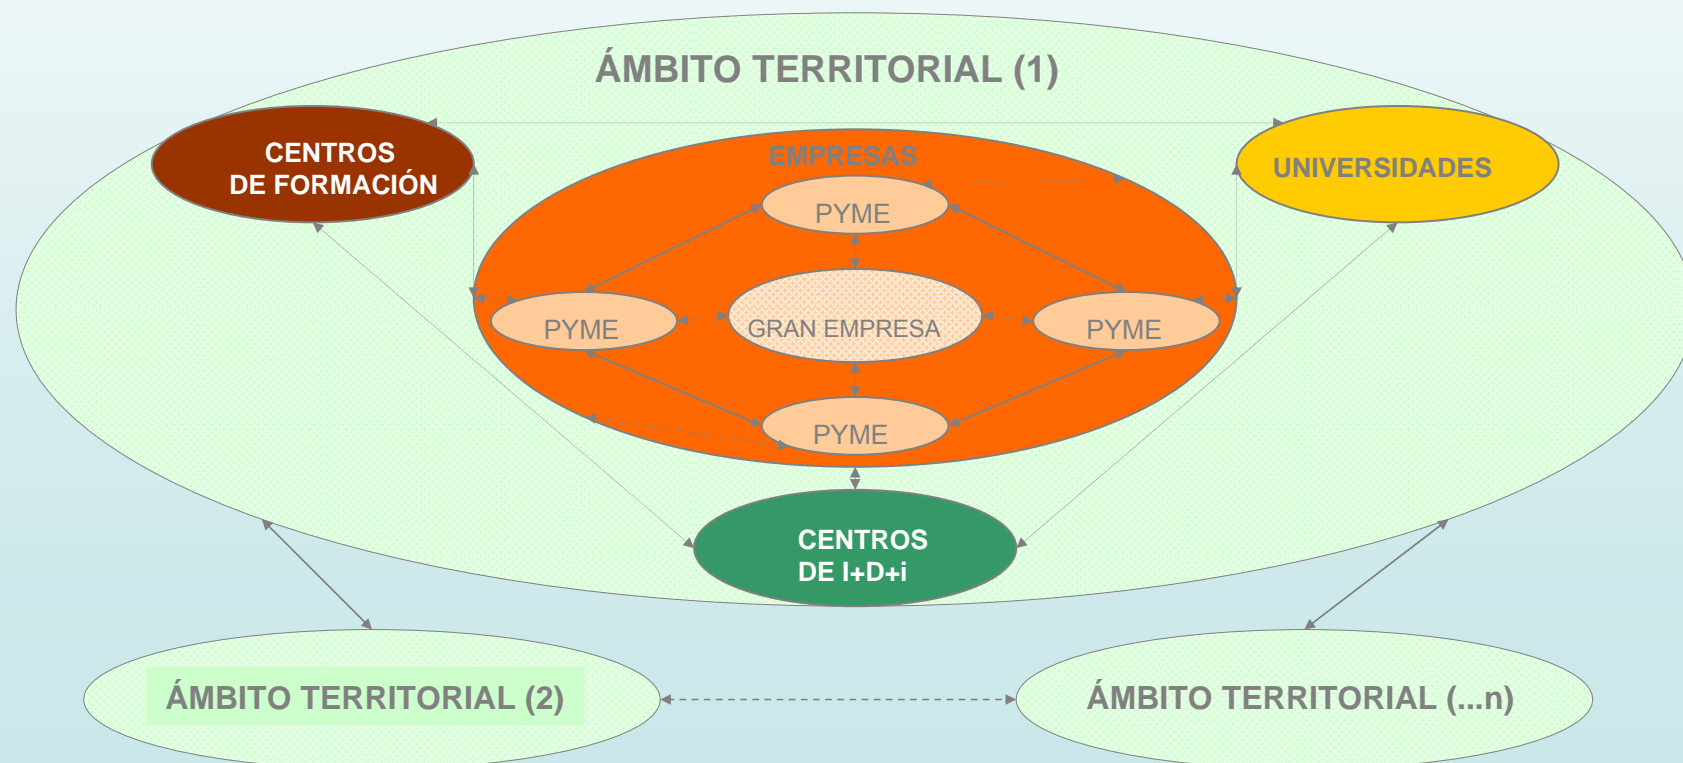 ÁMBITO TERRITORIAL (1)
CENTROS
DE FORMACIÓN
EMPRESAS
UNIVERSIDADES
PYME
PYME
GRAN EMPRESA
PYME
PYME
CENTROS
DE I+D+i
ÁMBITO TERRITORIAL (2)
ÁMBITO TERRITORIAL (...n)